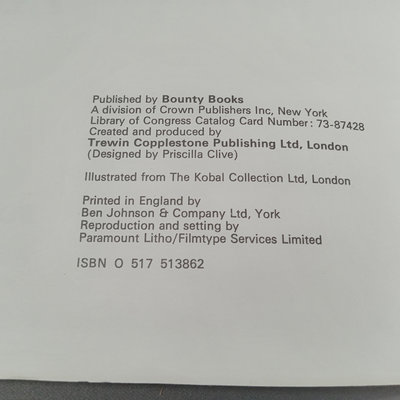 Published by Bounty Books
A division of Crown Publishers Inc, New York
Library of Congress Catalog Card Number: 73-87428
Created and produced by
Trewin Copplestone Publishing Ltd, London
(Designed by Priscilla Clive)
Illustrated from The Kobal Collection Ltd, London
Printed in England by
Ben Johnson & Company Ltd, York
Reproduction and setting by
Paramount Litho/Filmtype Services Limited
ISBN O 517 513862